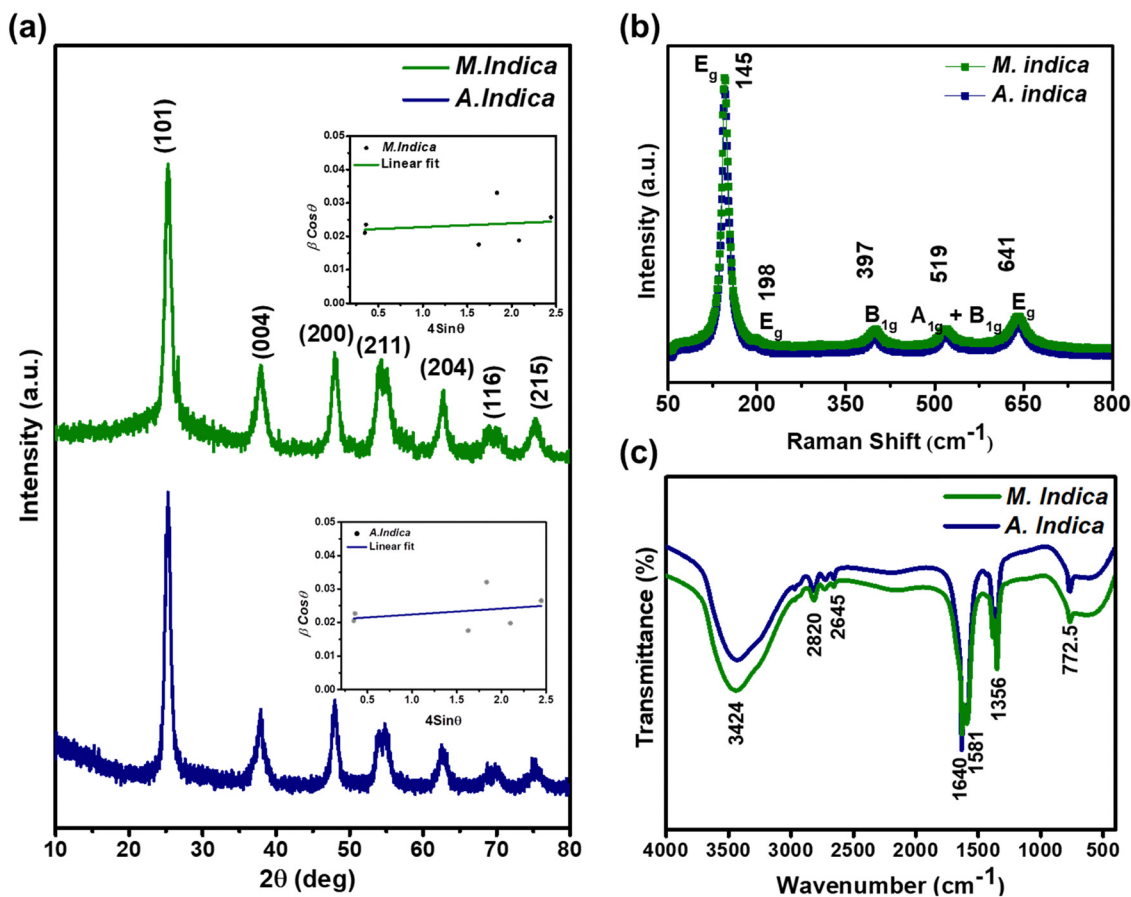 (a)
M.Indica
A.Indica
(101)
(004)
(200)
(211)
(204)
(116)
(215)
0.05
0.04
0.03
0.02
0.01
0.00
β Cosθ
M.Indica
Linear fit
0.5
1.0
1.5
2.0
2.5
4Sinθ
0.05
0.04
0.03
0.02
0.01
0.00
β Cosθ
A.Indica
Linear fit
0.5
1.0
1.5
2.0
2.5
4Sinθ
Intensity (a.u.)
10 20 30 40 50 60 70 80
2θ (deg)
(b)
M. indica
A. indica
Eg 145
198
Eg
397
B1g
519
A1g + B1g
641
Eg
Intensity (a.u.)
50 200 350 500 650 800
Raman Shift (cm-1)
(c)
M. Indica
A. Indica
3424
2820
2645
1640
1581
1356
772.5
Transmittance (%)
4000 3500 3000 2500 2000 1500 1000 500
Wavenumber (cm-1)